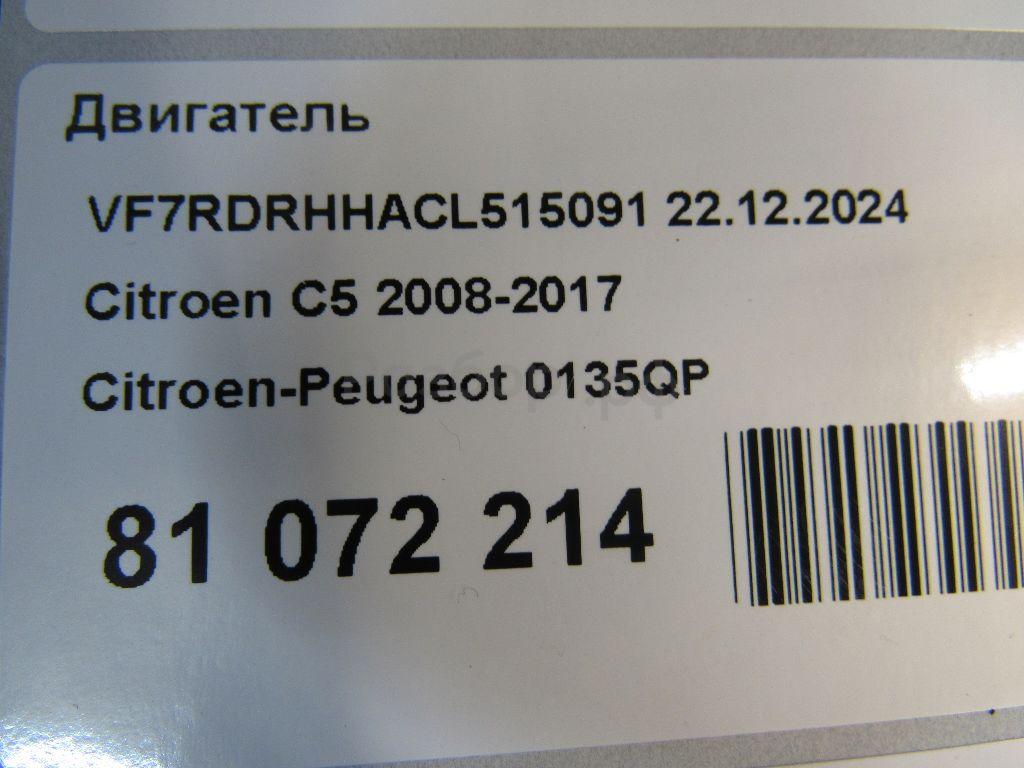 Двигатель
VF7RDRHHACL515091 22.12.2024
Citroen C5 2008-2017
Citroen-Peugeot 0135QP
81 072 214